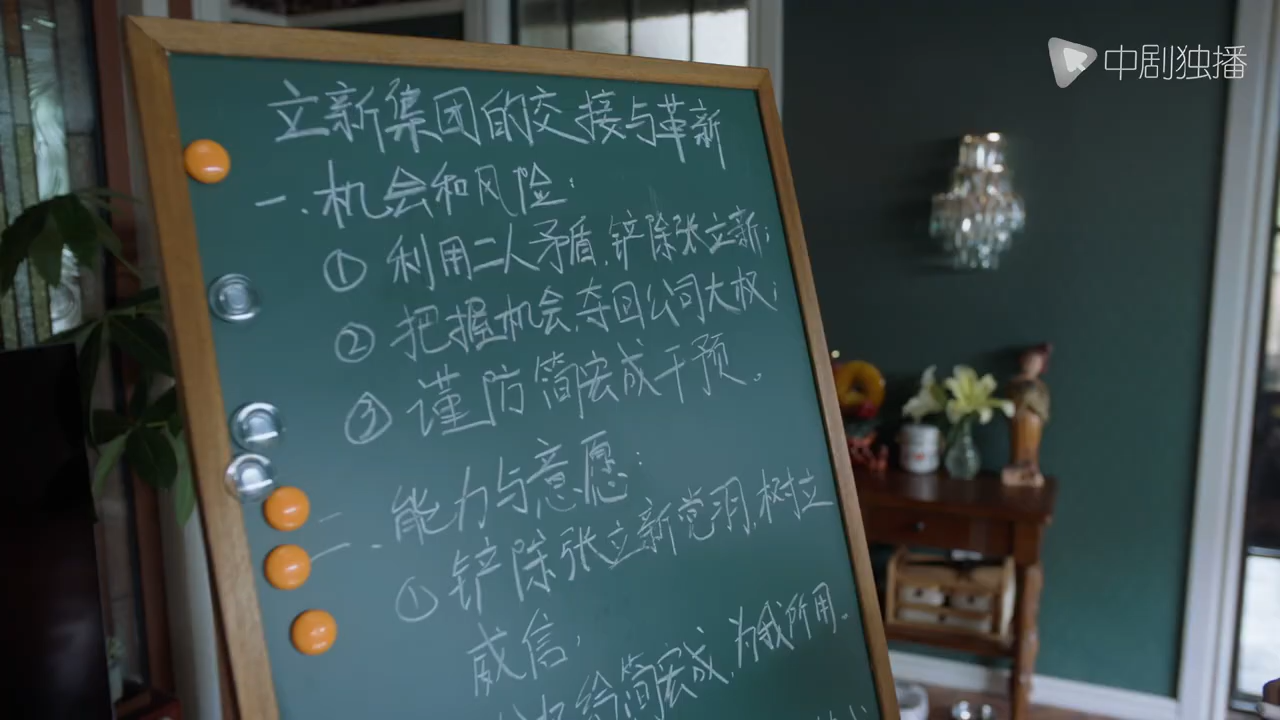 中剧独播
立新集团的交接与革新
一.机会和风险:
① 利用二人矛盾,铲除张立新;
② 把握机会,夺回公司大权;
③ 谨防简宏成干预.
二.能力与意愿:
① 铲除张立新党羽,树立
威信;
给简宏成,为我所用.